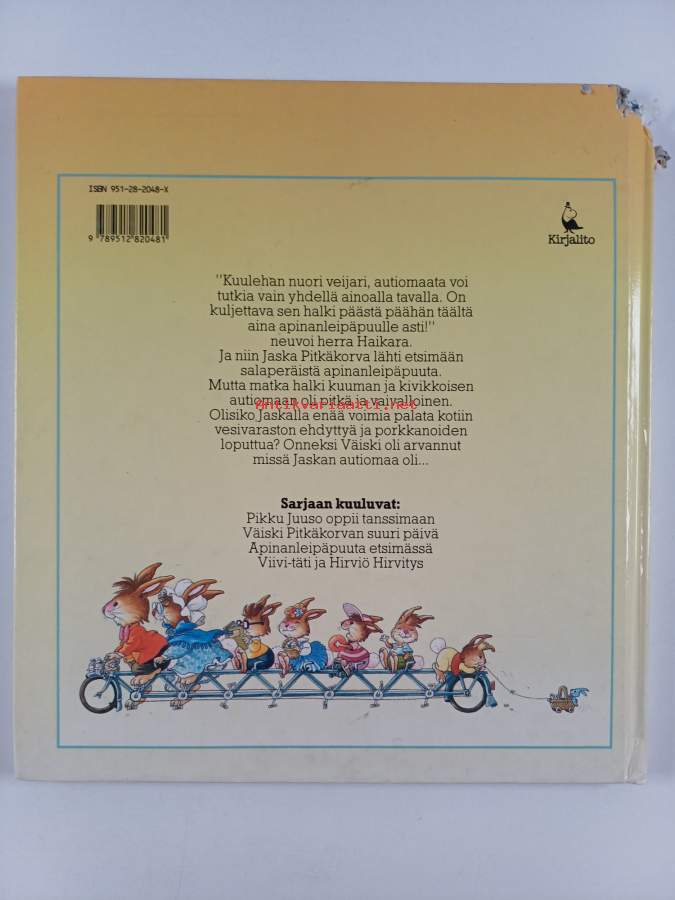 ISBN 951-28-2048-X
9 789512 820481
Kirjalito
"Kuulehan nuori veijari, autiomaata voi
tutkia vain yhdellä ainoalla tavalla. On
kuljettava sen halki päästä päähän täältä
aina apinanleipäpuulle asti!"
neuvoi herra Haikara.
Ja niin Jaska Pitkäkorva lähti etsimään
salaperäistä apinanleipäpuuta.
Mutta matka halki kuuman ja kivikkoisen
autiomaan oli pitkä ja vaivalloinen.
Antikvariaatti.net
Olisiko Jaskalla enää voimia palata kotiin
vesivaraston ehdyttyä ja porkkanoiden
loputtua? Onneksi Väiski oli arvannut
missä Jaskan autiomaa oli...
Sarjaan kuuluvat:
Pikku Juuso oppii tanssimaan
Väiski Pitkäkorvan suuri päivä
Apinanleipäpuuta etsimässä
Viivi-täti ja Hirviö Hirvitys